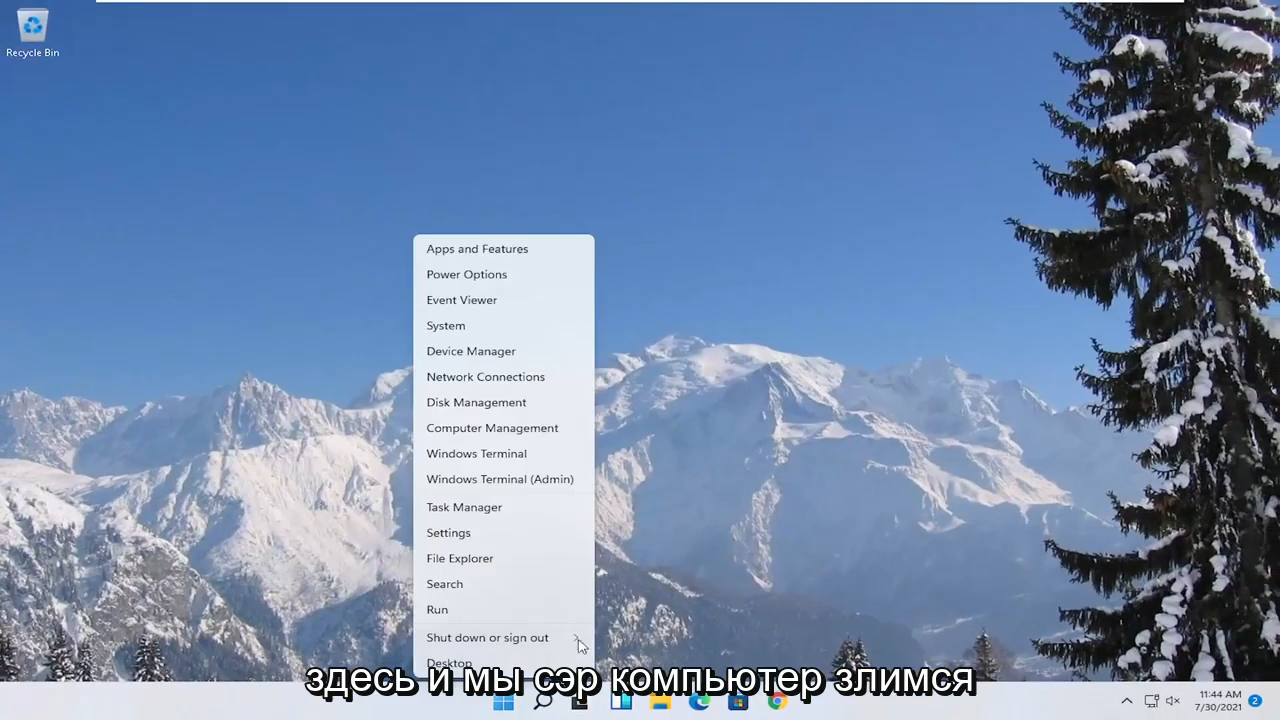 Recycle Bin
Apps and Features
Power Options
Event Viewer
System
Device Manager
Network Connections
Disk Management
Computer Management
Windows Terminal
Windows Terminal (Admin)
Task Manager
Settings
File Explorer
Search
Run
Shut down or sign out
Desktop
здесь и мы сэр компьютер злимся
11:44 AM
7/30/2021
2